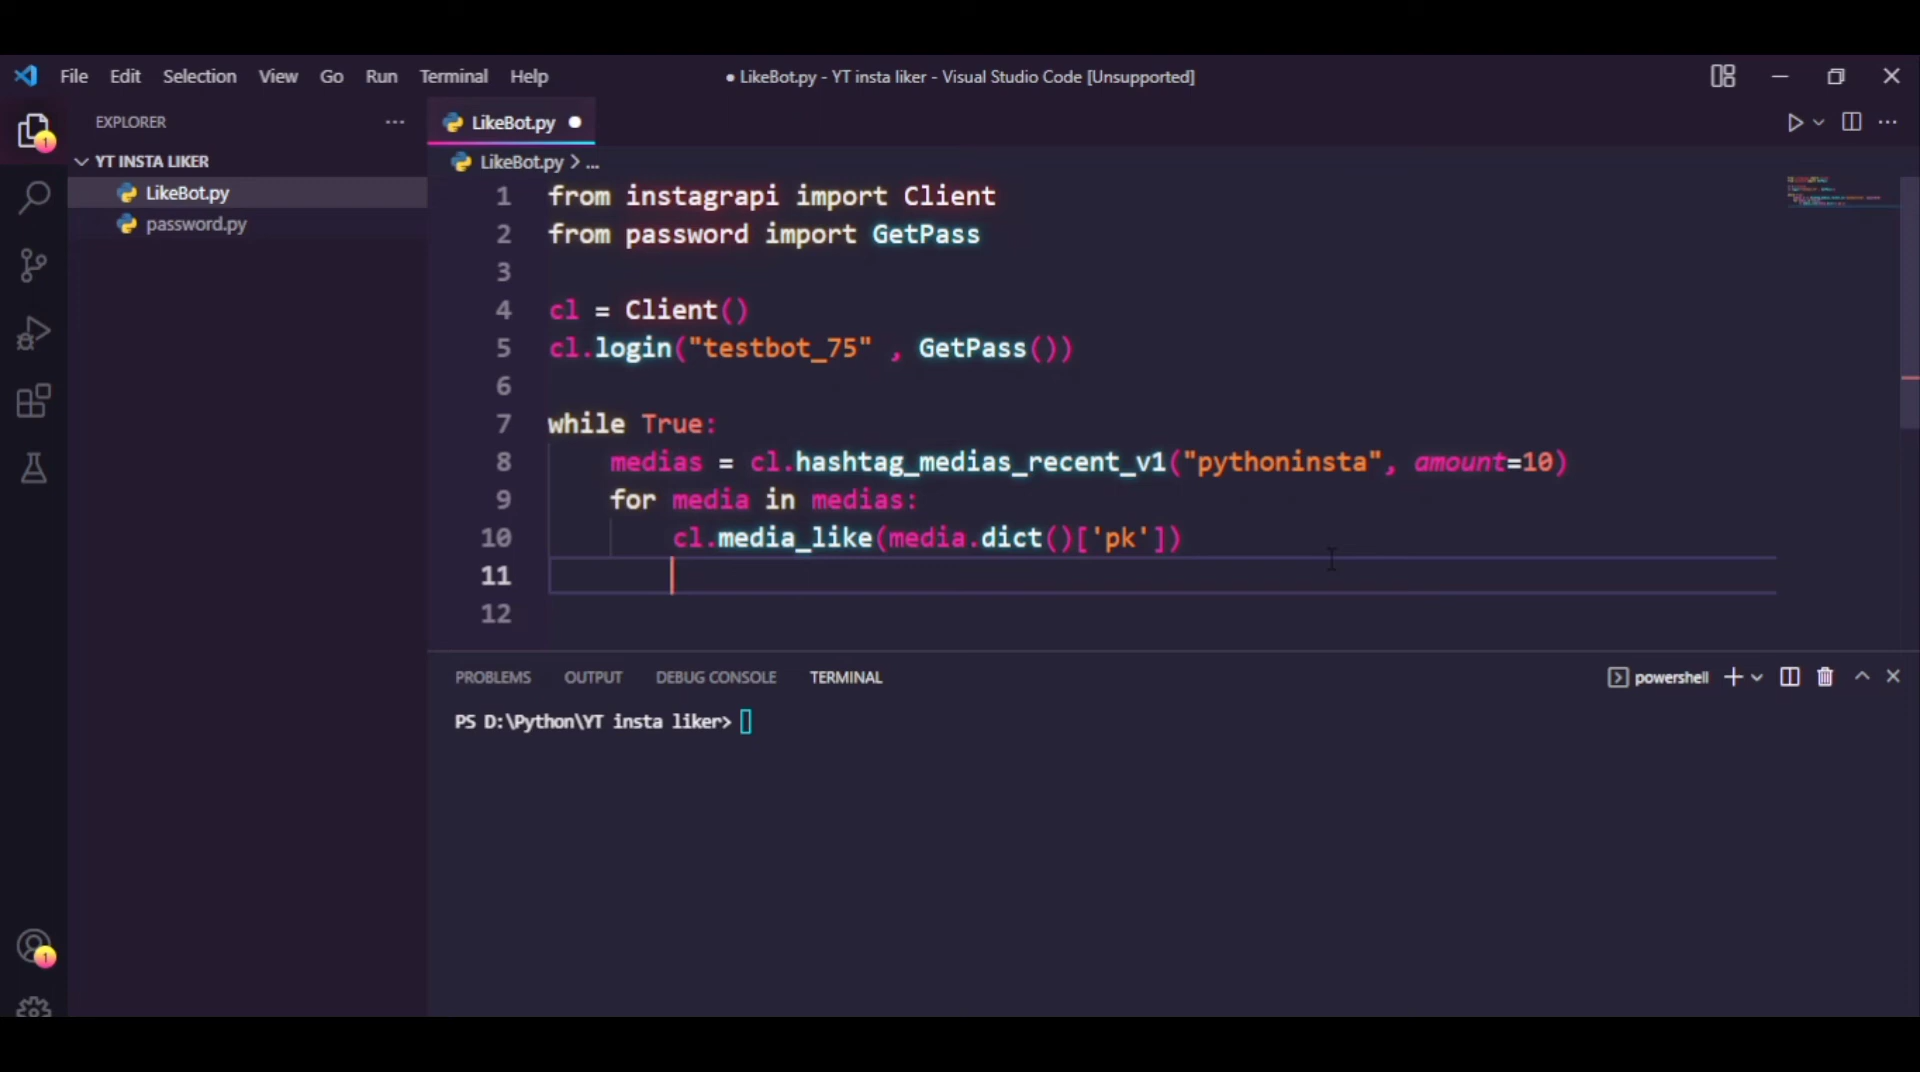 File Edit Selection View Go Run Terminal Help
● LikeBot.py - YT insta liker - Visual Studio Code [Unsupported]
EXPLORER ...
YT INSTA LIKER
LikeBot.py
password.py
LikeBot.py ●
LikeBot.py > ...
1 from instagrapi import Client
2 from password import GetPass
3
4 cl = Client()
5 cl.login("testbot_75" , GetPass())
6
7 while True:
8 medias = cl.hashtag_medias_recent_v1("pythoninsta", amount=10)
9 for media in medias:
10 cl.media_like(media.dict()['pk'])
11
12
PROBLEMS OUTPUT DEBUG CONSOLE TERMINAL
powershell
PS D:\Python\YT insta liker>
1
1